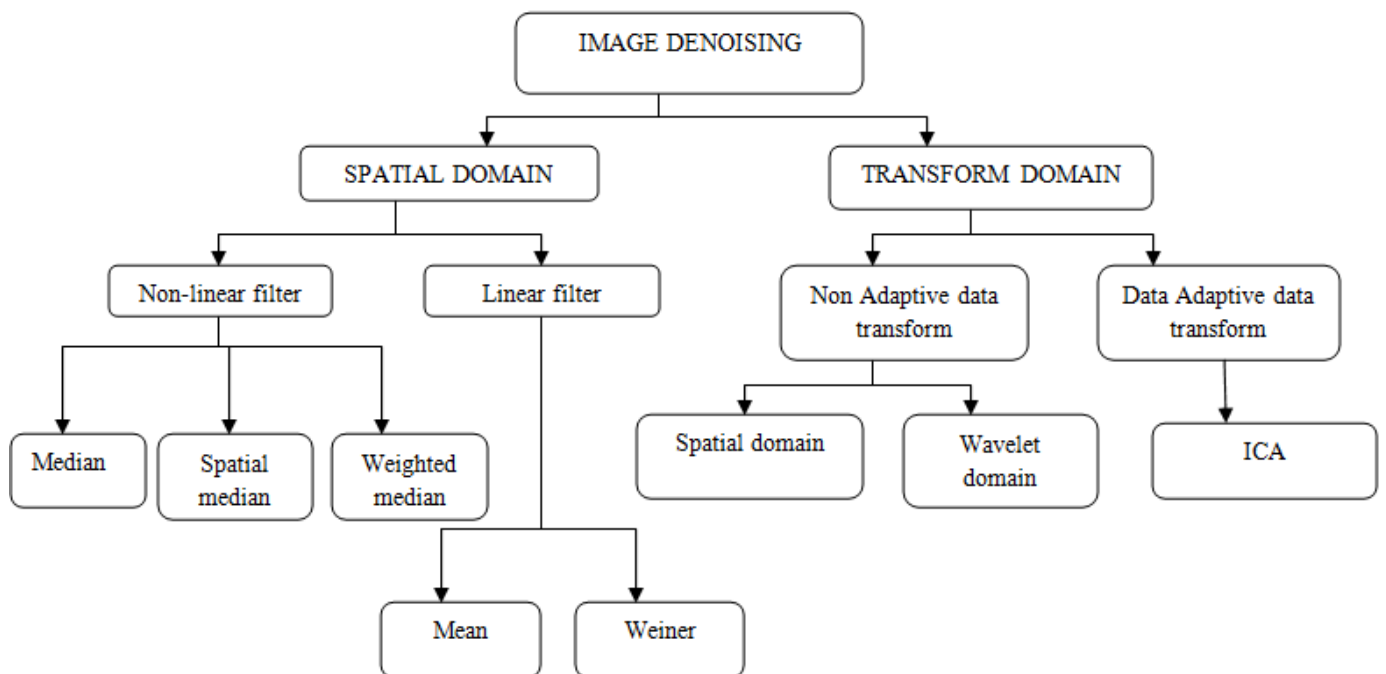 IMAGE DENOISING
SPATIAL DOMAIN
TRANSFORM DOMAIN
Non-linear filter
Linear filter
Non Adaptive data
transform
Data Adaptive data
transform
Median
Spatial
median
Weighted
median
Spatial domain
Wavelet
domain
ICA
Mean
Weiner